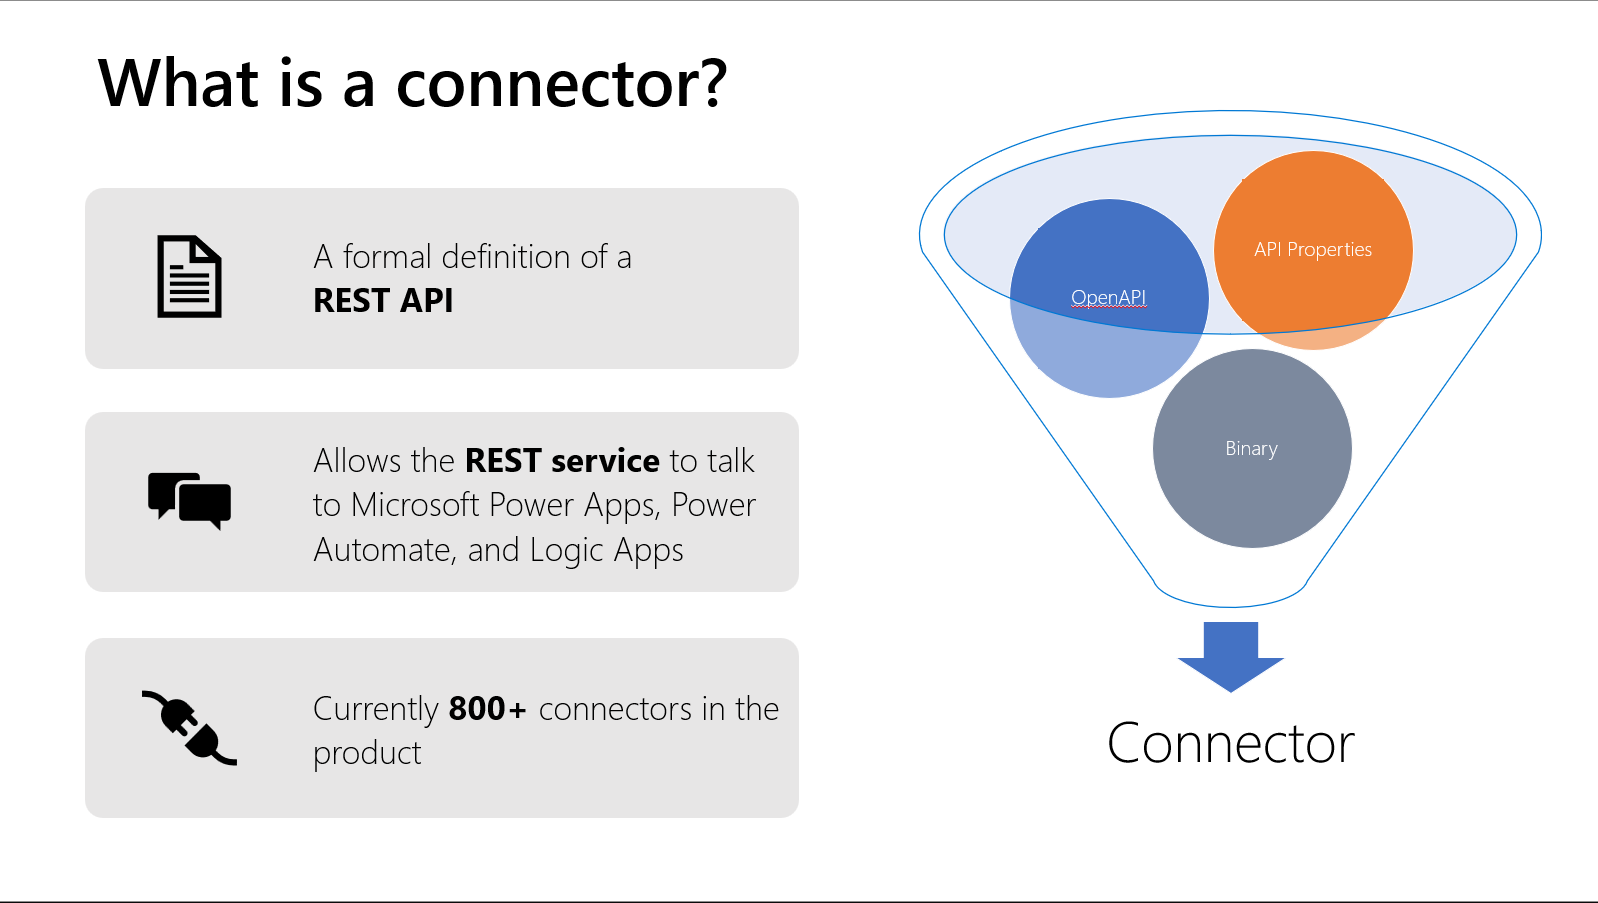 What is a connector?
A formal definition of a
REST API
Allows the REST service to talk
to Microsoft Power Apps, Power
Automate, and Logic Apps
Currently 800+ connectors in the
product
API Properties
OpenAPI
Binary
Connector